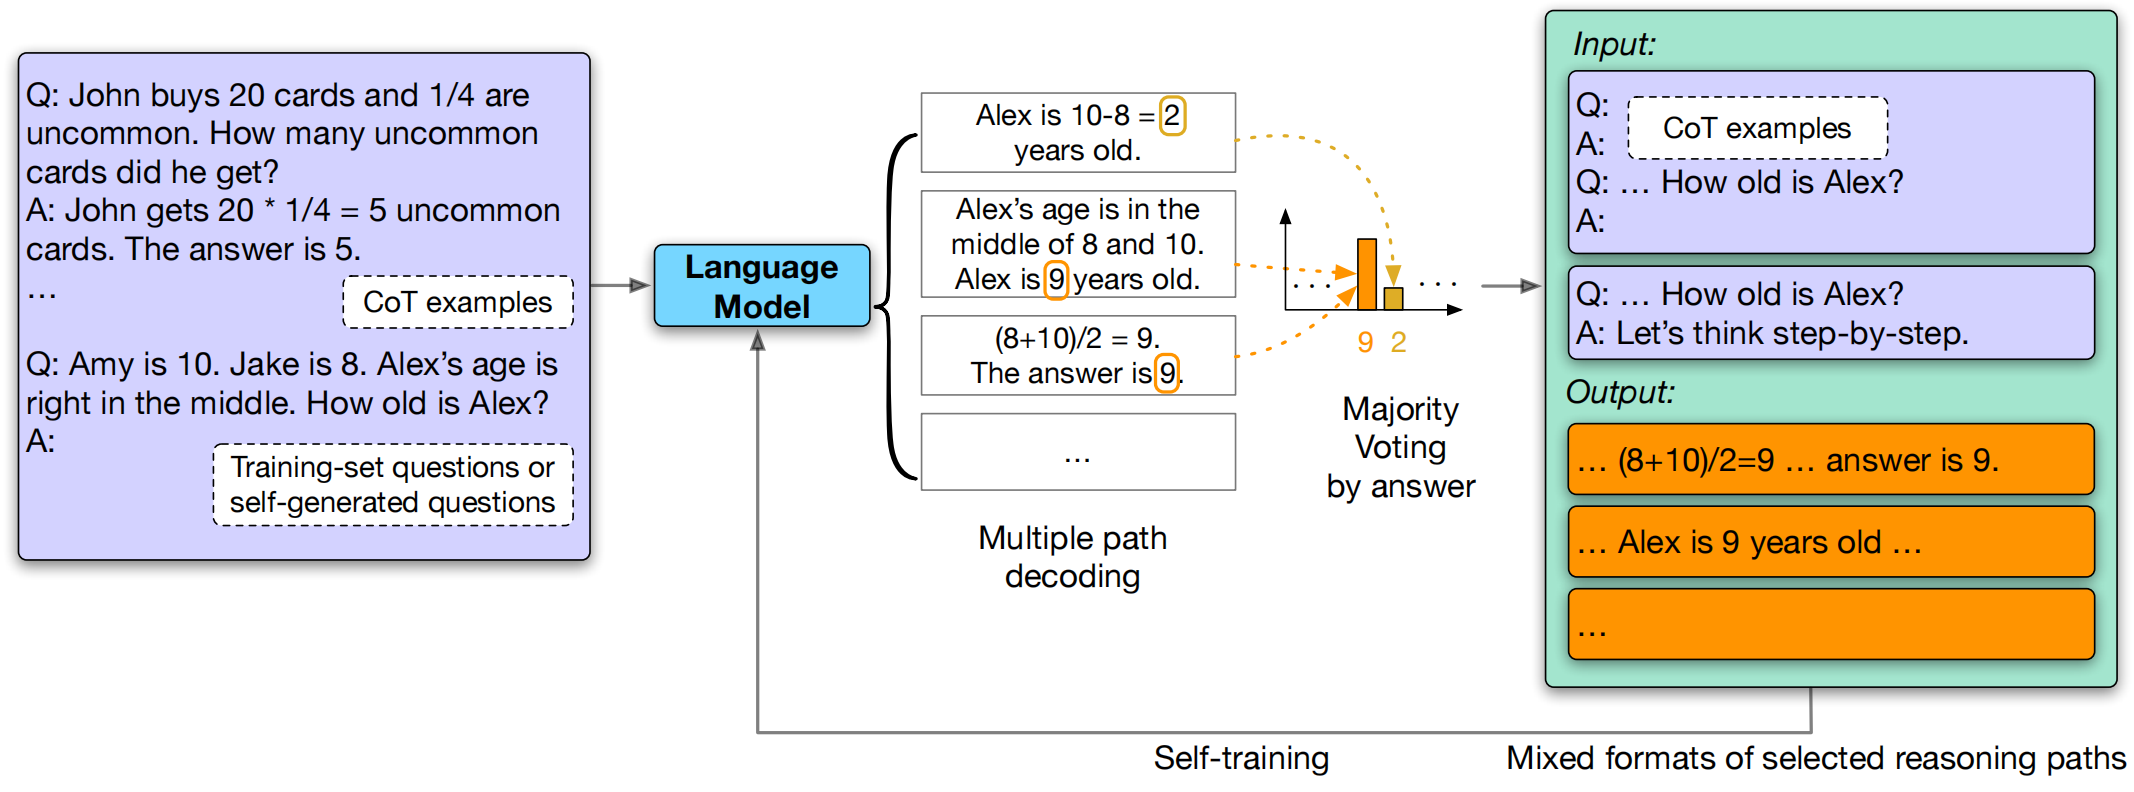 Q: John buys 20 cards and 1/4 are
uncommon. How many uncommon
cards did he get?
A: John gets 20 * 1/4 = 5 uncommon
cards. The answer is 5.
...
CoT examples
Q: Amy is 10. Jake is 8. Alex’s age is
right in the middle. How old is Alex?
A:
Training-set questions or
self-generated questions
Language
Model
Alex is 10-8 = 2
years old.
Alex’s age is in the
middle of 8 and 10.
Alex is 9 years old.
(8+10)/2 = 9.
The answer is 9.
...
Multiple path
decoding
... ...
9 2
Majority
Voting
by answer
Input:
Q:
CoT examples
A:
Q: ... How old is Alex?
A:
Q: ... How old is Alex?
A: Let’s think step-by-step.
Output:
... (8+10)/2=9 ... answer is 9.
... Alex is 9 years old ...
...
Self-training
Mixed formats of selected reasoning paths